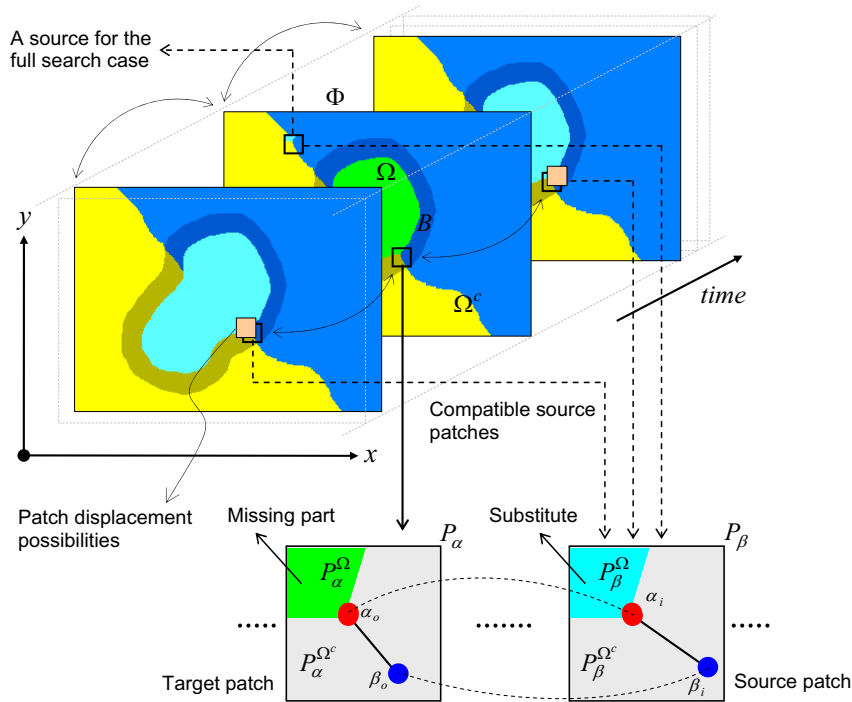 A source for the
full search case
Φ
Ω
B
Ω^c
y
time
x
Compatible source
patches
Patch displacement
possibilities
Missing part
Substitute
P_α
P_β
P_α^Ω
P_β^Ω
α_o
α_i
.....
.......
.....
P_α^{Ω^c}
P_β^{Ω^c}
β_o
β_i
Target patch
Source patch